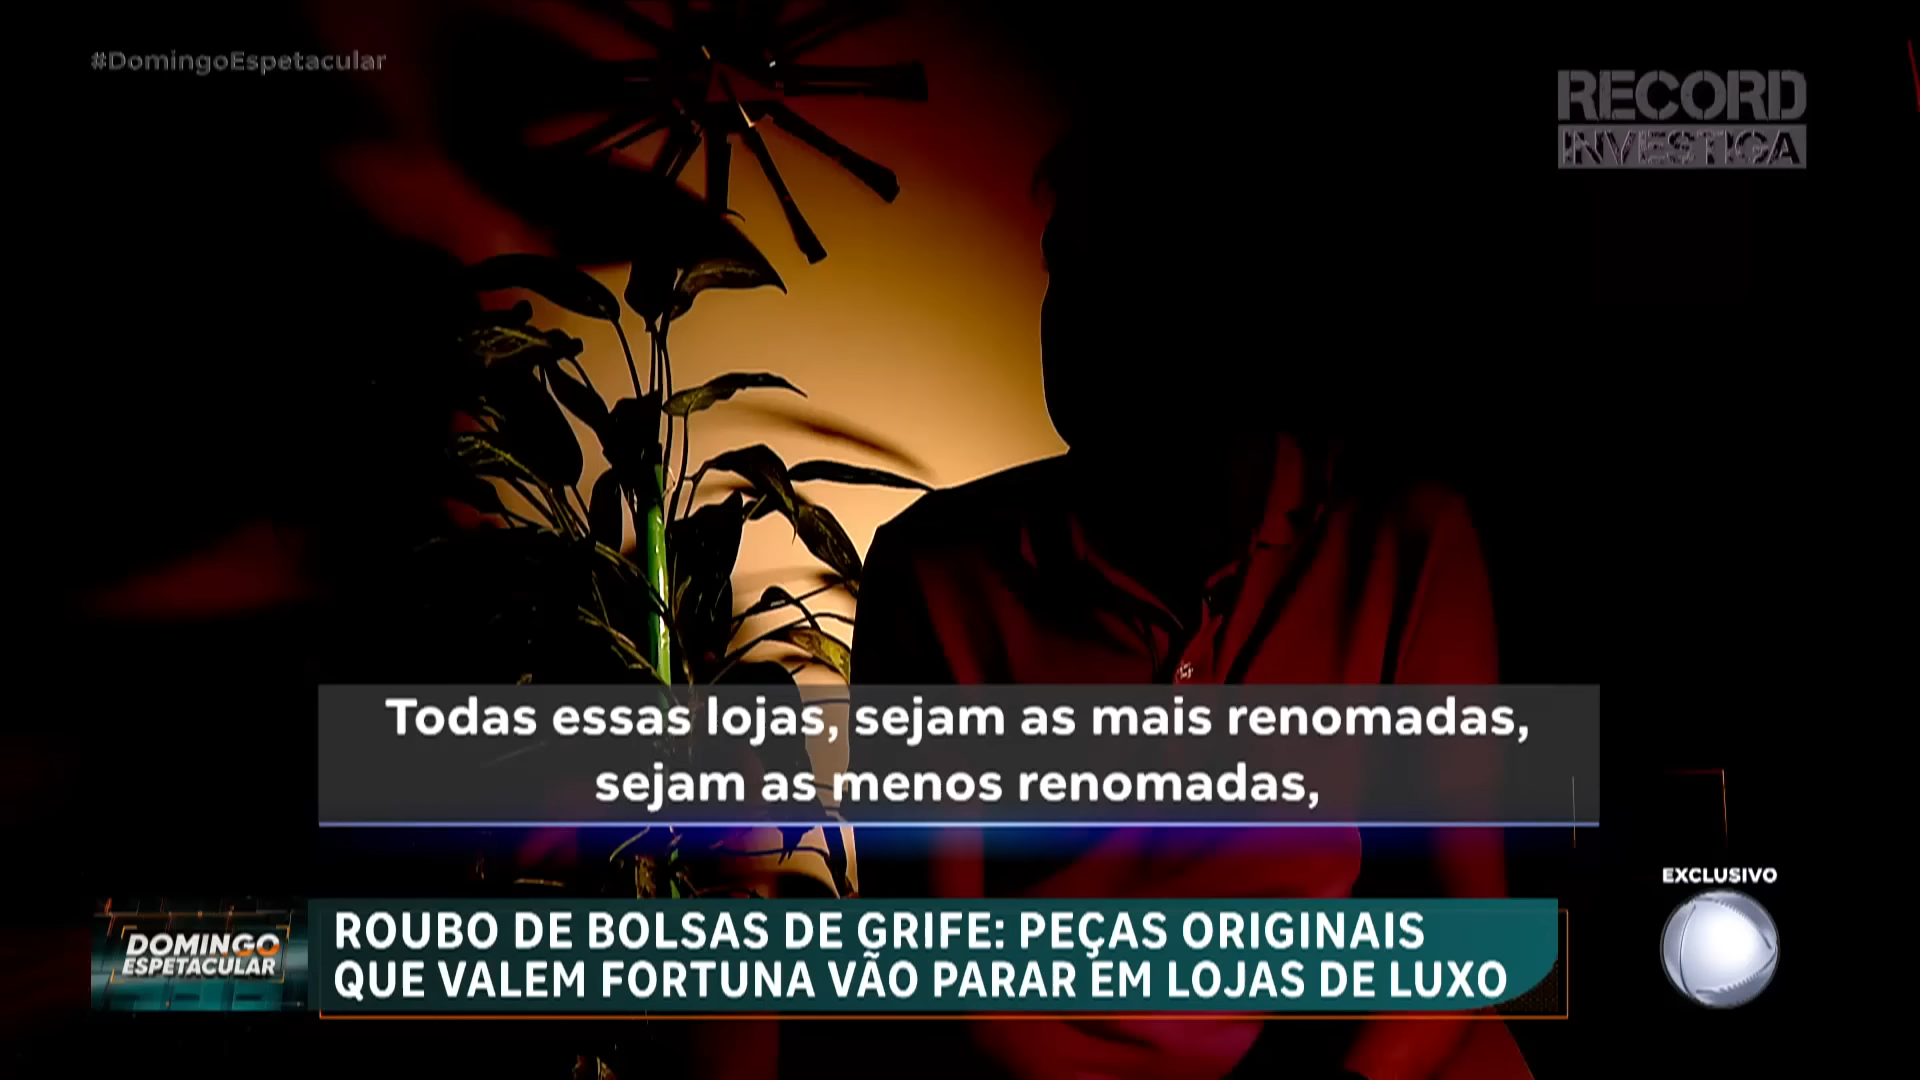 #DomingoEspetacular
RECORD
INVESTIGA
Todas essas lojas, sejam as mais renomadas,
sejam as menos renomadas,
EXCLUSIVO
DOMINGO
ESPETACULAR
ROUBO DE BOLSAS DE GRIFE: PEÇAS ORIGINAIS
QUE VALEM FORTUNA VÃO PARAR EM LOJAS DE LUXO